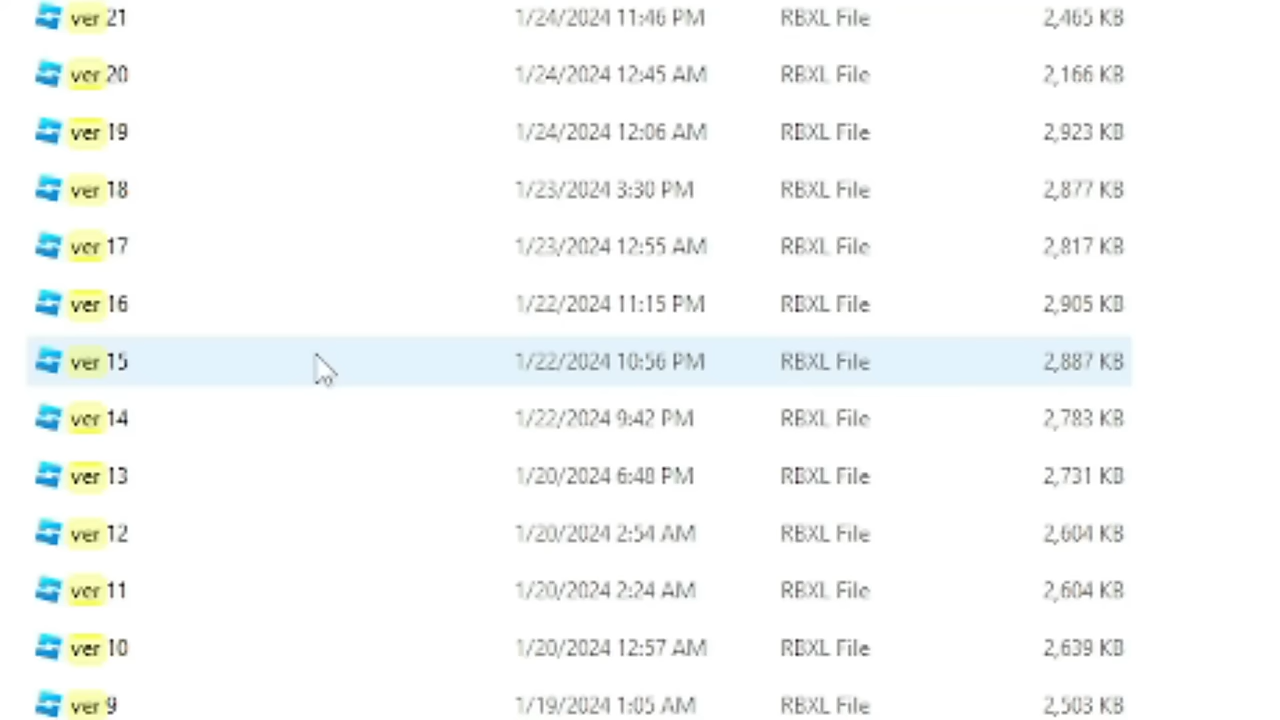 ver 21 1/24/2024 11:46 PM RBXL File 2,465 KB
ver 20 1/24/2024 12:45 AM RBXL File 2,166 KB
ver 19 1/24/2024 12:06 AM RBXL File 2,923 KB
ver 18 1/23/2024 3:30 PM RBXL File 2,877 KB
ver 17 1/23/2024 12:55 AM RBXL File 2,817 KB
ver 16 1/22/2024 11:15 PM RBXL File 2,905 KB
ver 15 1/22/2024 10:56 PM RBXL File 2,887 KB
ver 14 1/22/2024 9:42 PM RBXL File 2,783 KB
ver 13 1/20/2024 6:48 PM RBXL File 2,731 KB
ver 12 1/20/2024 2:54 AM RBXL File 2,604 KB
ver 11 1/20/2024 2:24 AM RBXL File 2,604 KB
ver 10 1/20/2024 12:57 AM RBXL File 2,639 KB
ver 9 1/19/2024 1:05 AM RBXL File 2,503 KB